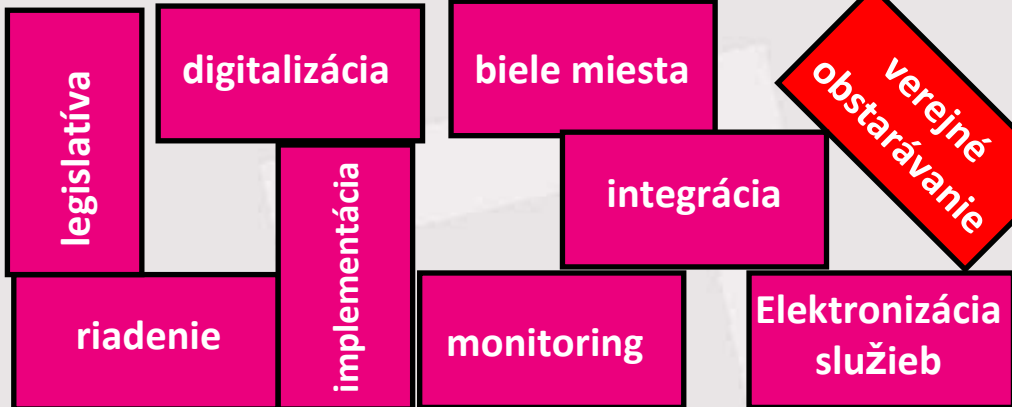 legislatíva
digitalizácia
biele miesta
verejné
obstarávanie
implementácia
integrácia
riadenie
monitoring
Elektronizácia
služieb